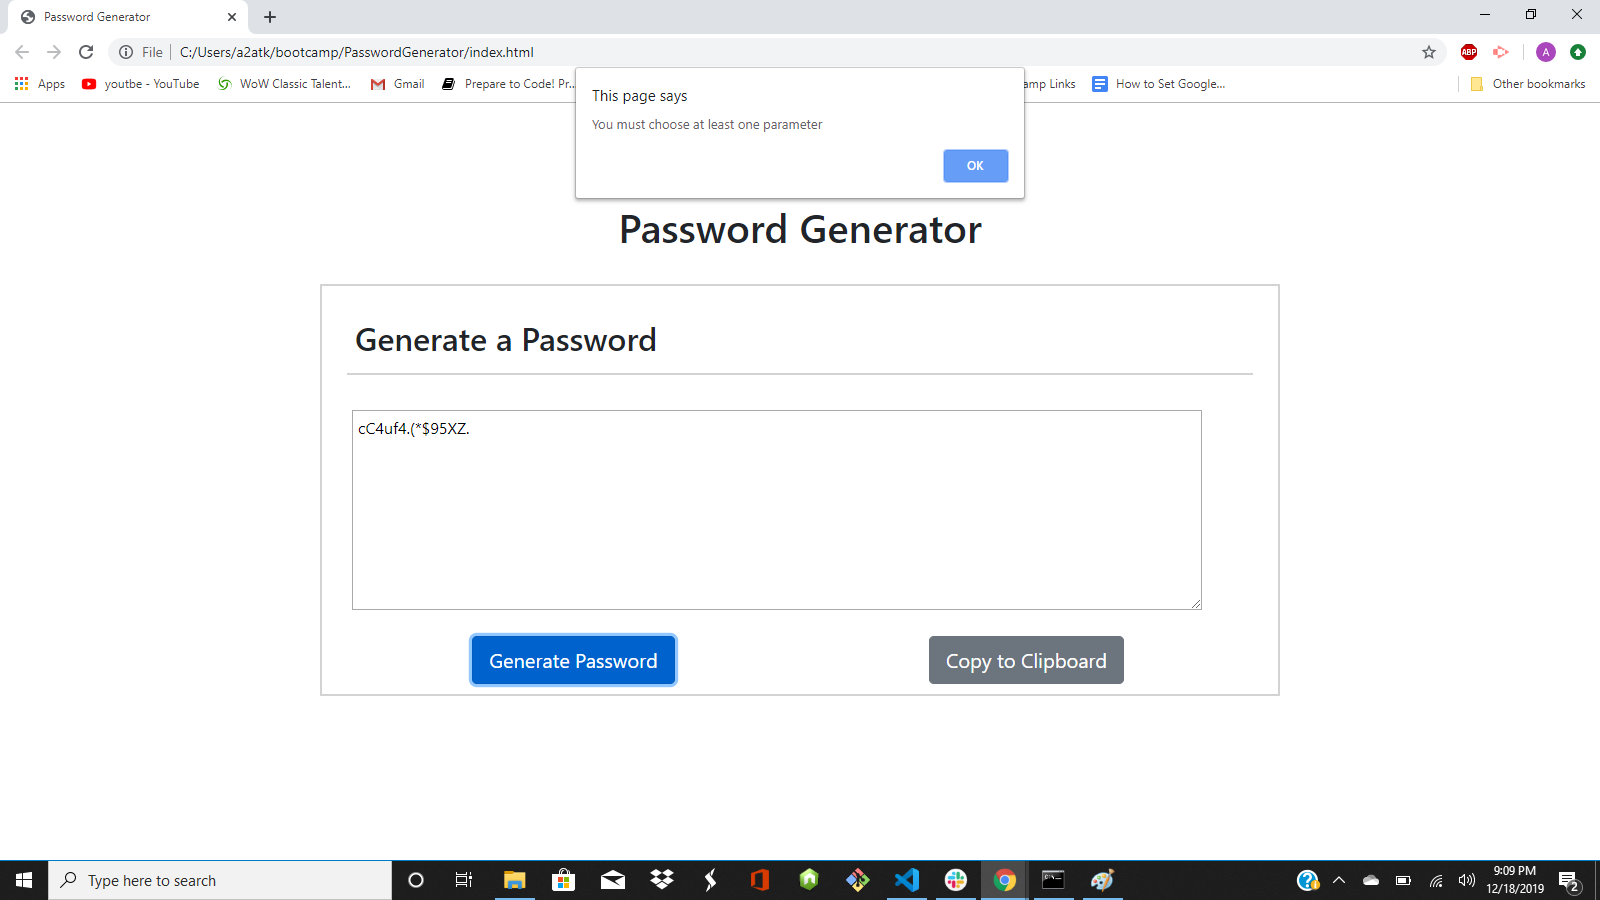 Password Generator
File
C:/Users/a2atk/bootcamp/PasswordGenerator/index.html
ABP
A
Apps
youtbe - YouTube
WoW Classic Talent...
Gmail
Prepare to Code! Pr...
amp Links
How to Set Google...
Other bookmarks
This page says
You must choose at least one parameter
OK
Password Generator
Generate a Password
cC4uf4.(*$95XZ.
Generate Password
Copy to Clipboard
Type here to search
9:09 PM
12/18/2019
2